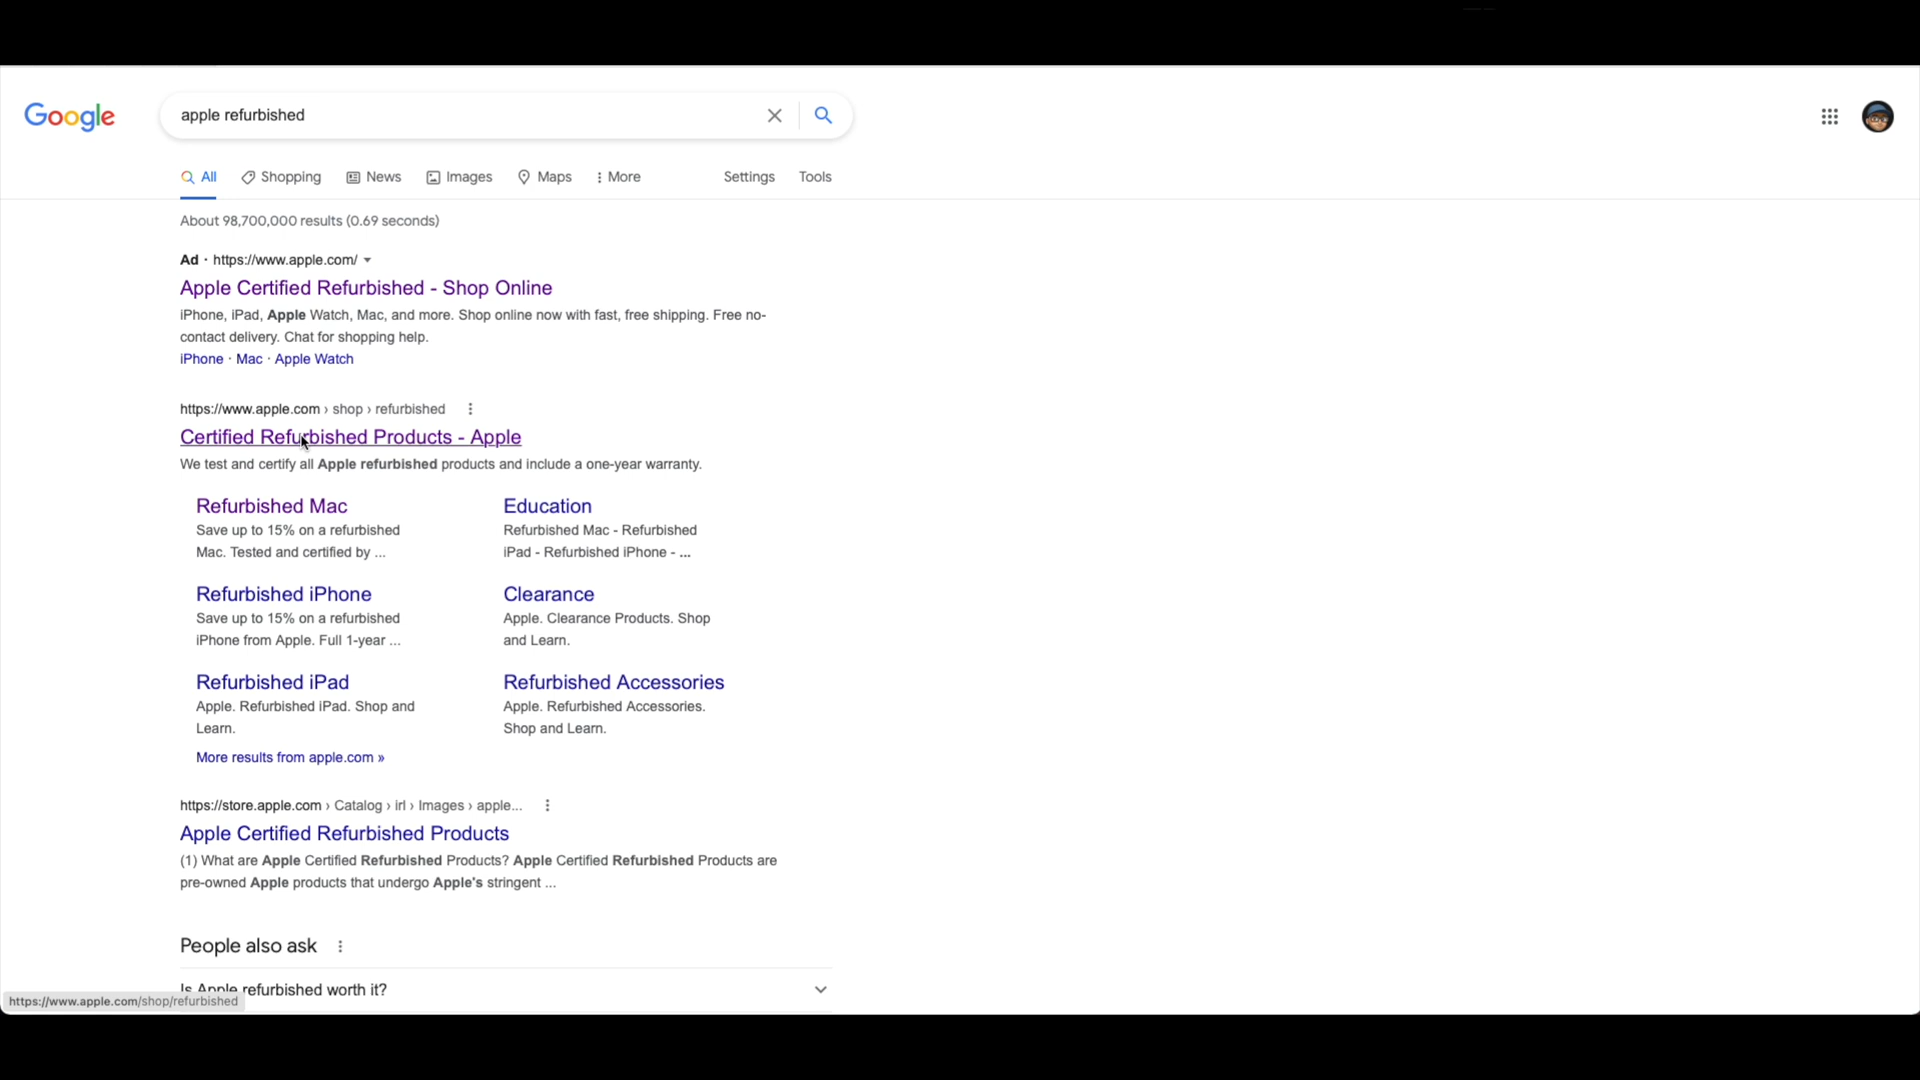 Google
apple refurbished
All Shopping News Images Maps More Settings Tools
About 98,700,000 results (0.69 seconds)
Ad · https://www.apple.com/
Apple Certified Refurbished - Shop Online
iPhone, iPad, Apple Watch, Mac, and more. Shop online now with fast, free shipping. Free no-
contact delivery. Chat for shopping help.
iPhone · Mac · Apple Watch
https://www.apple.com › shop › refurbished
Certified Refurbished Products - Apple
We test and certify all Apple refurbished products and include a one-year warranty.
Refurbished Mac
Save up to 15% on a refurbished
Mac. Tested and certified by ...
Education
Refurbished Mac - Refurbished
iPad - Refurbished iPhone - ...
Refurbished iPhone
Save up to 15% on a refurbished
iPhone from Apple. Full 1-year ...
Clearance
Apple. Clearance Products. Shop
and Learn.
Refurbished iPad
Apple. Refurbished iPad. Shop and
Learn.
Refurbished Accessories
Apple. Refurbished Accessories.
Shop and Learn.
More results from apple.com »
https://store.apple.com › Catalog › irl › Images › apple...
Apple Certified Refurbished Products
(1) What are Apple Certified Refurbished Products? Apple Certified Refurbished Products are
pre-owned Apple products that undergo Apple's stringent ...
People also ask
Is Apple refurbished worth it?
https://www.apple.com/shop/refurbished